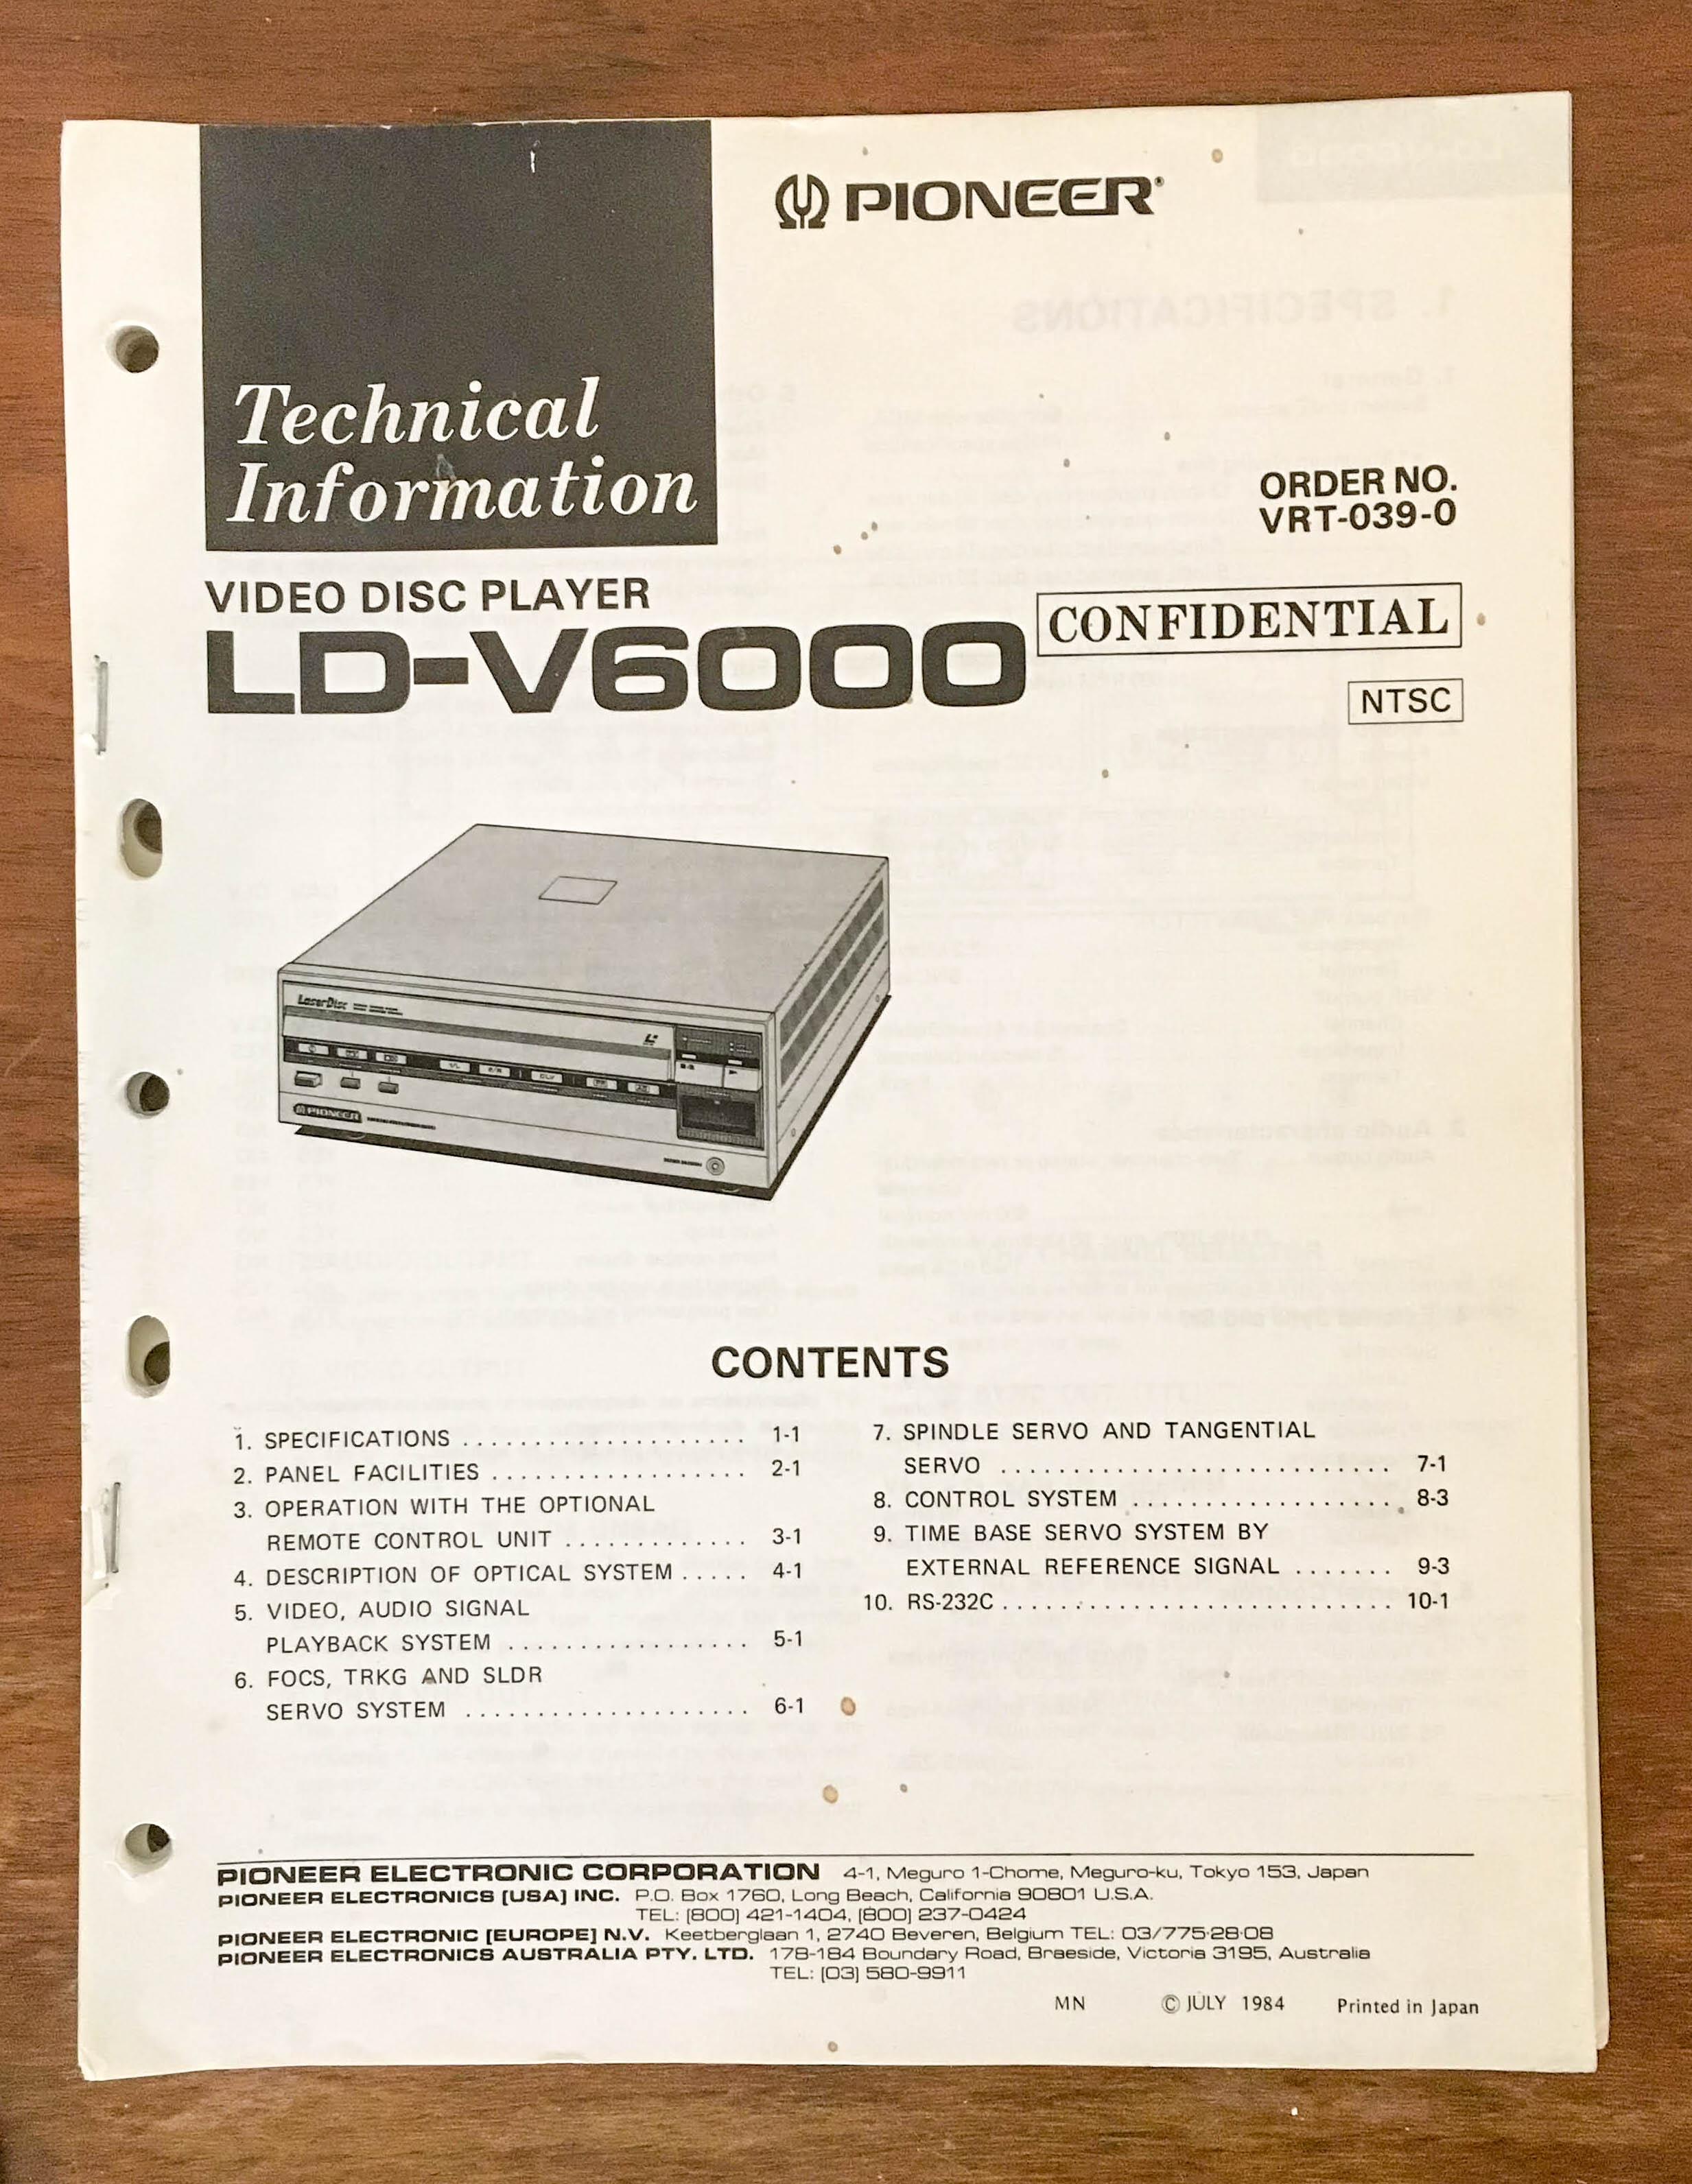 PIONEER®
Technical
Information
ORDER NO.
VRT-039-0
VIDEO DISC PLAYER
LD-V6000
CONFIDENTIAL
NTSC
LaserDisc
PIONEER
CONTENTS
1. SPECIFICATIONS ..................... 1-1
2. PANEL FACILITIES ................... 2-1
3. OPERATION WITH THE OPTIONAL
REMOTE CONTROL UNIT ............. 3-1
4. DESCRIPTION OF OPTICAL SYSTEM ..... 4-1
5. VIDEO, AUDIO SIGNAL
PLAYBACK SYSTEM .................. 5-1
6. FOCS, TRKG AND SLDR
SERVO SYSTEM ..................... 6-1
7. SPINDLE SERVO AND TANGENTIAL
SERVO ............................ 7-1
8. CONTROL SYSTEM ................... 8-3
9. TIME BASE SERVO SYSTEM BY
EXTERNAL REFERENCE SIGNAL ....... 9-3
10. RS-232C ............................ 10-1
PIONEER ELECTRONIC CORPORATION 4-1, Meguro 1-Chome, Meguro-ku, Tokyo 153, Japan
PIONEER ELECTRONICS [USA] INC. P.O. Box 1760, Long Beach, California 90801 U.S.A.
TEL: [800] 421-1404, [800] 237-0424
PIONEER ELECTRONIC [EUROPE] N.V. Keetberglaan 1, 2740 Beveren, Belgium TEL: 03/775·28·08
PIONEER ELECTRONICS AUSTRALIA PTY. LTD. 178-184 Boundary Road, Braeside, Victoria 3195, Australia
TEL: [03] 580-9911
MN © JULY 1984 Printed in Japan